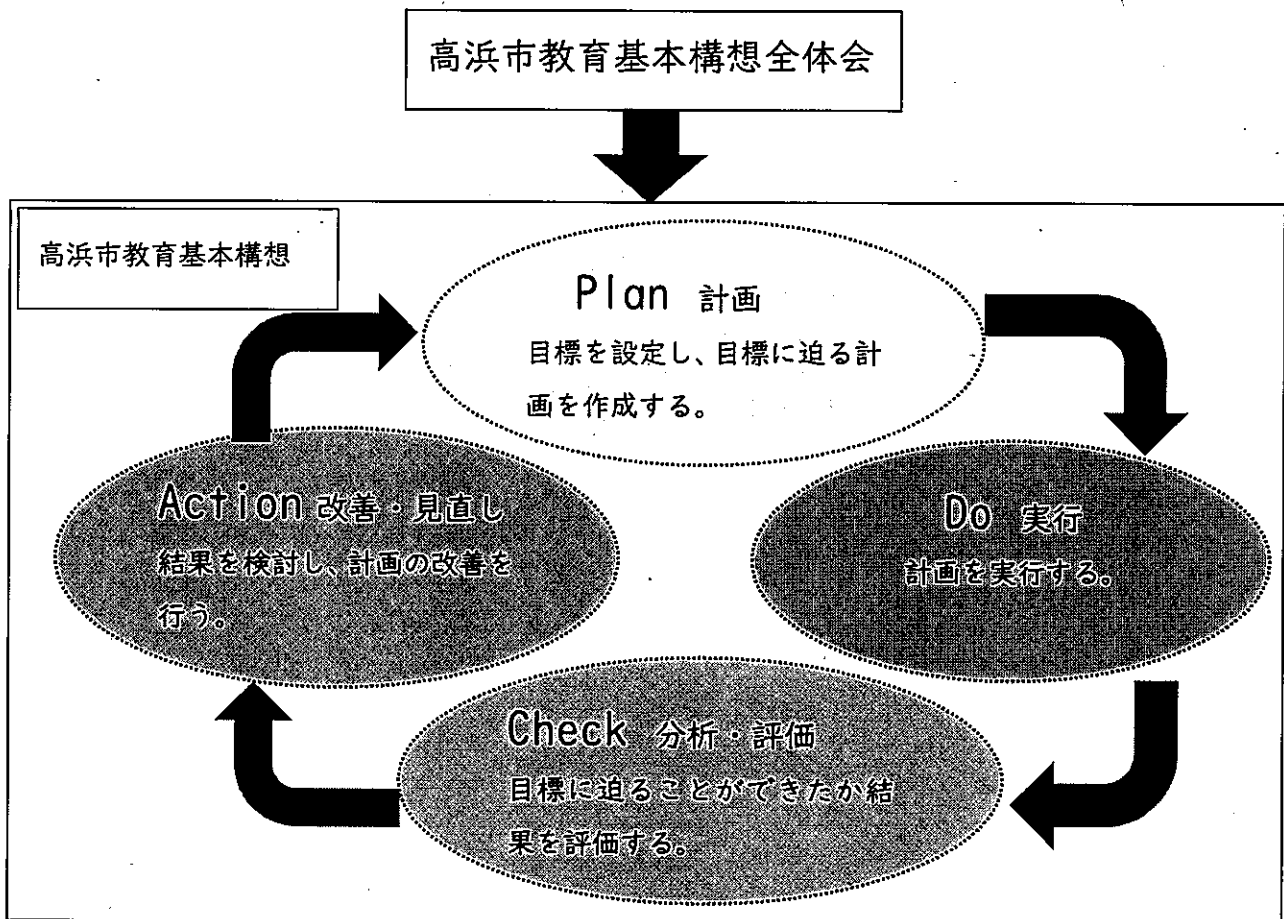 高浜市教育基本構想全体会
高浜市教育基本構想
Plan 計画
目標を設定し、目標に迫る計
画を作成する。
Action 改善・見直し
結果を検討し、計画の改善を
行う。
Do 実行
計画を実行する。
Check 分析・評価
目標に迫ることができたか結
果を評価する。